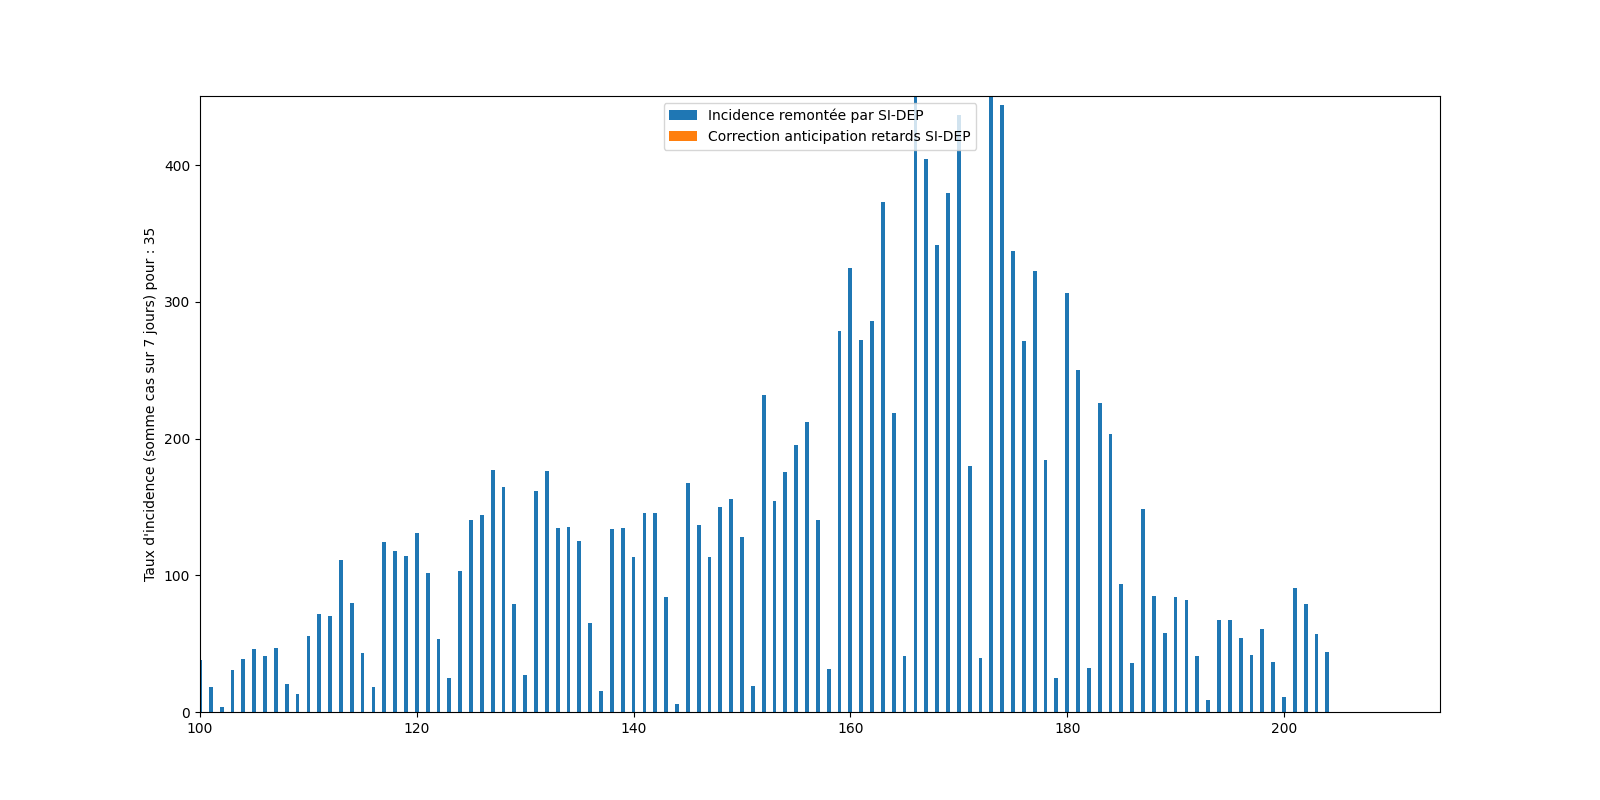 Incidence remontée par SI-DEP
Correction anticipation retards SI-DEP
Taux d'incidence (somme cas sur 7 jours) pour : 35
400
300
200
100
0
100 120 140 160 180 200